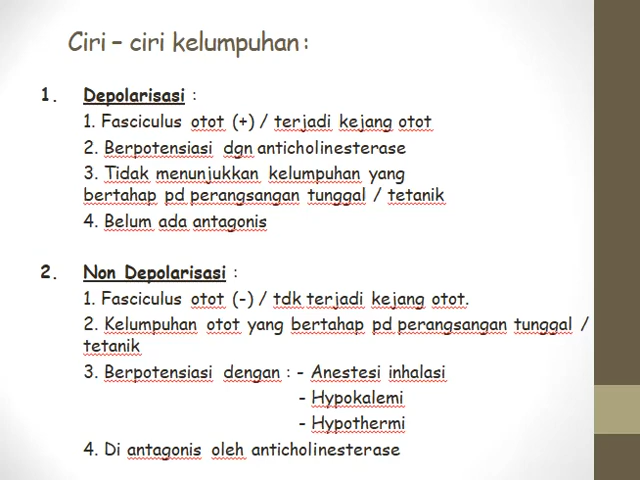 Ciri – ciri kelumpuhan :
1. Depolarisasi :
1. Fasciculus otot (+) / terjadi kejang otot
2. Berpotensiasi dgn anticholinesterase
3. Tidak menunjukkan kelumpuhan yang
bertahap pd perangsangan tunggal / tetanik
4. Belum ada antagonis
2. Non Depolarisasi :
1. Fasciculus otot (-) / tdk terjadi kejang otot.
2. Kelumpuhan otot yang bertahap pd perangsangan tunggal /
tetanik
3. Berpotensiasi dengan : - Anestesi inhalasi
- Hypokalemi
- Hypothermi
4. Di antagonis oleh anticholinesterase